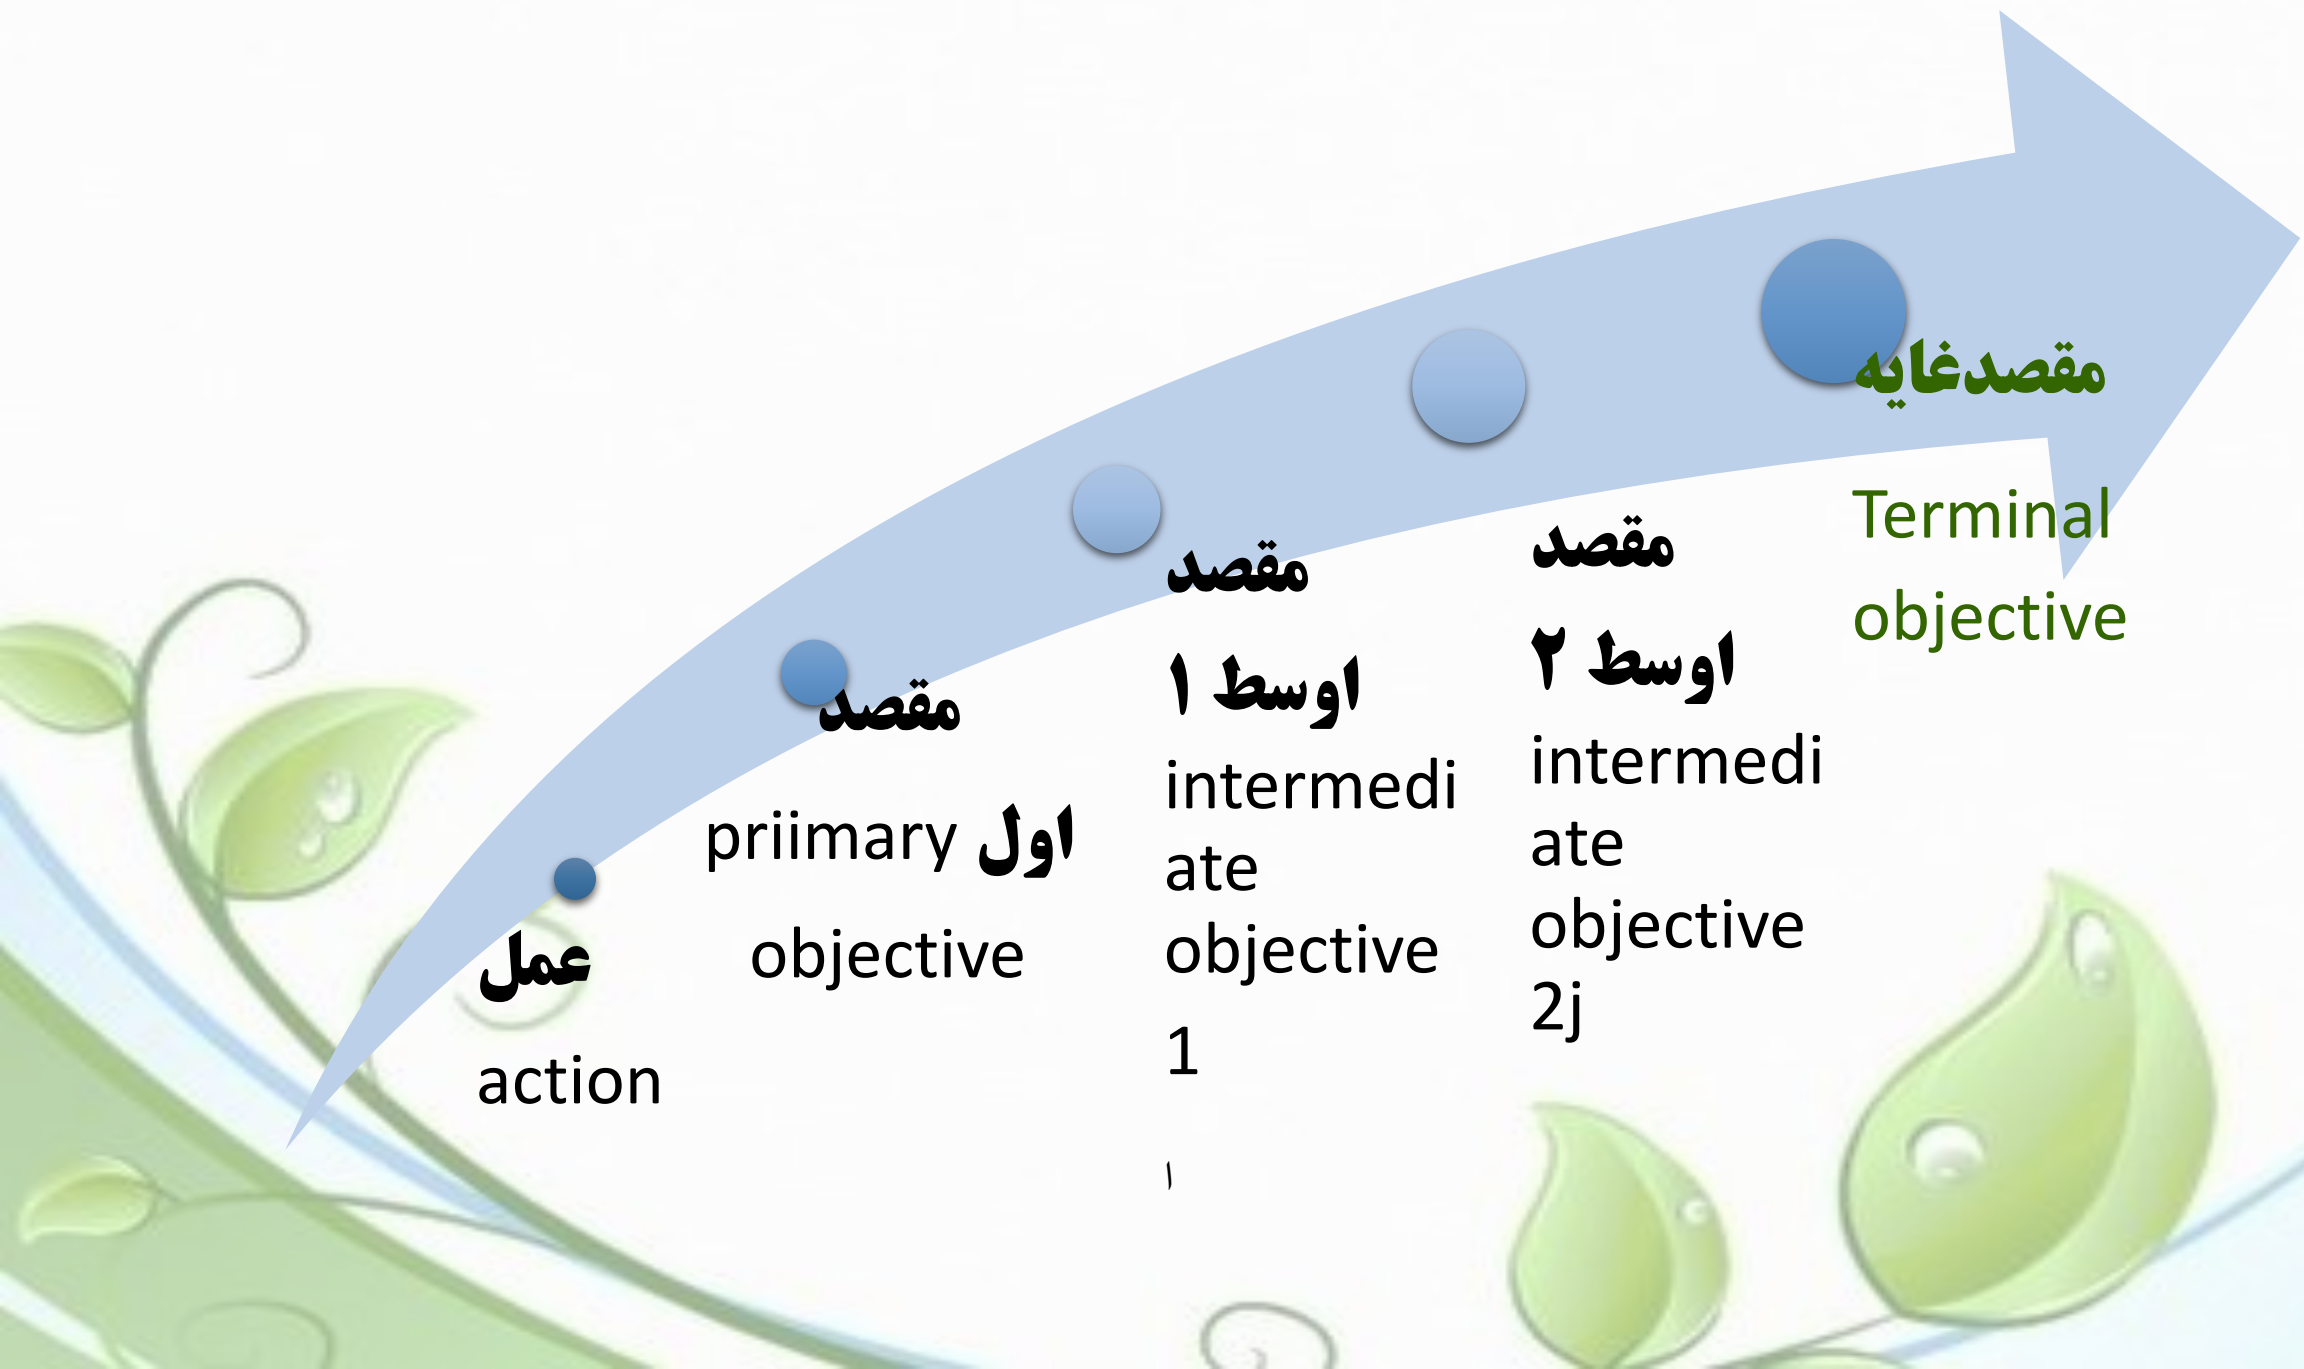 عمل
action
مقصد
اول priimary
objective
مقصد
اوسط ۱
intermedi
ate
objective
1
ا
مقصد
اوسط ۲
intermedi
ate
objective
2j
مقصدغایه
Terminal
objective